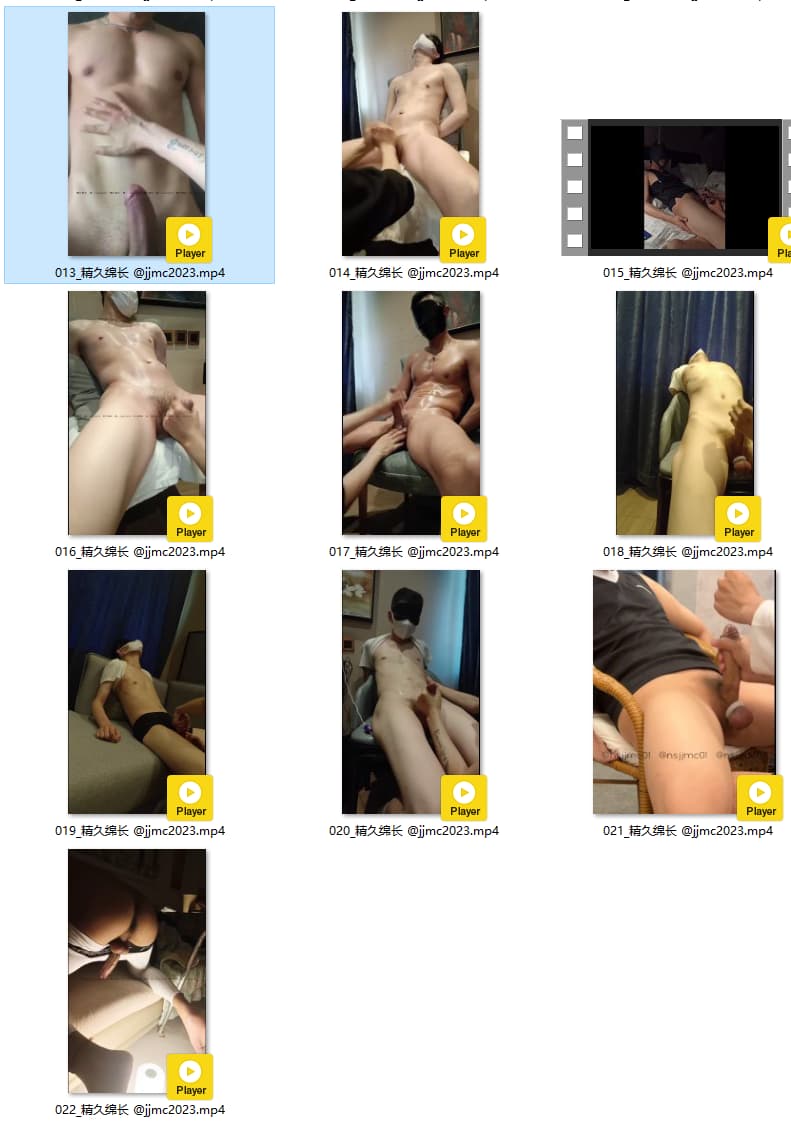 Player
Player
Player
013_精久绵长 @jjmc2023.mp4
014_精久绵长 @jjmc2023.mp4
015_精久绵长 @jjmc2023.mp4
Player
Player
Player
016_精久绵长 @jjmc2023.mp4
017_精久绵长 @jjmc2023.mp4
018_精久绵长 @jjmc2023.mp4
Player
Player
@nsjjmc01
Player
019_精久绵长 @jjmc2023.mp4
020_精久绵长 @jjmc2023.mp4
021_精久绵长 @jjmc2023.mp4
Player
022_精久绵长 @jjmc2023.mp4